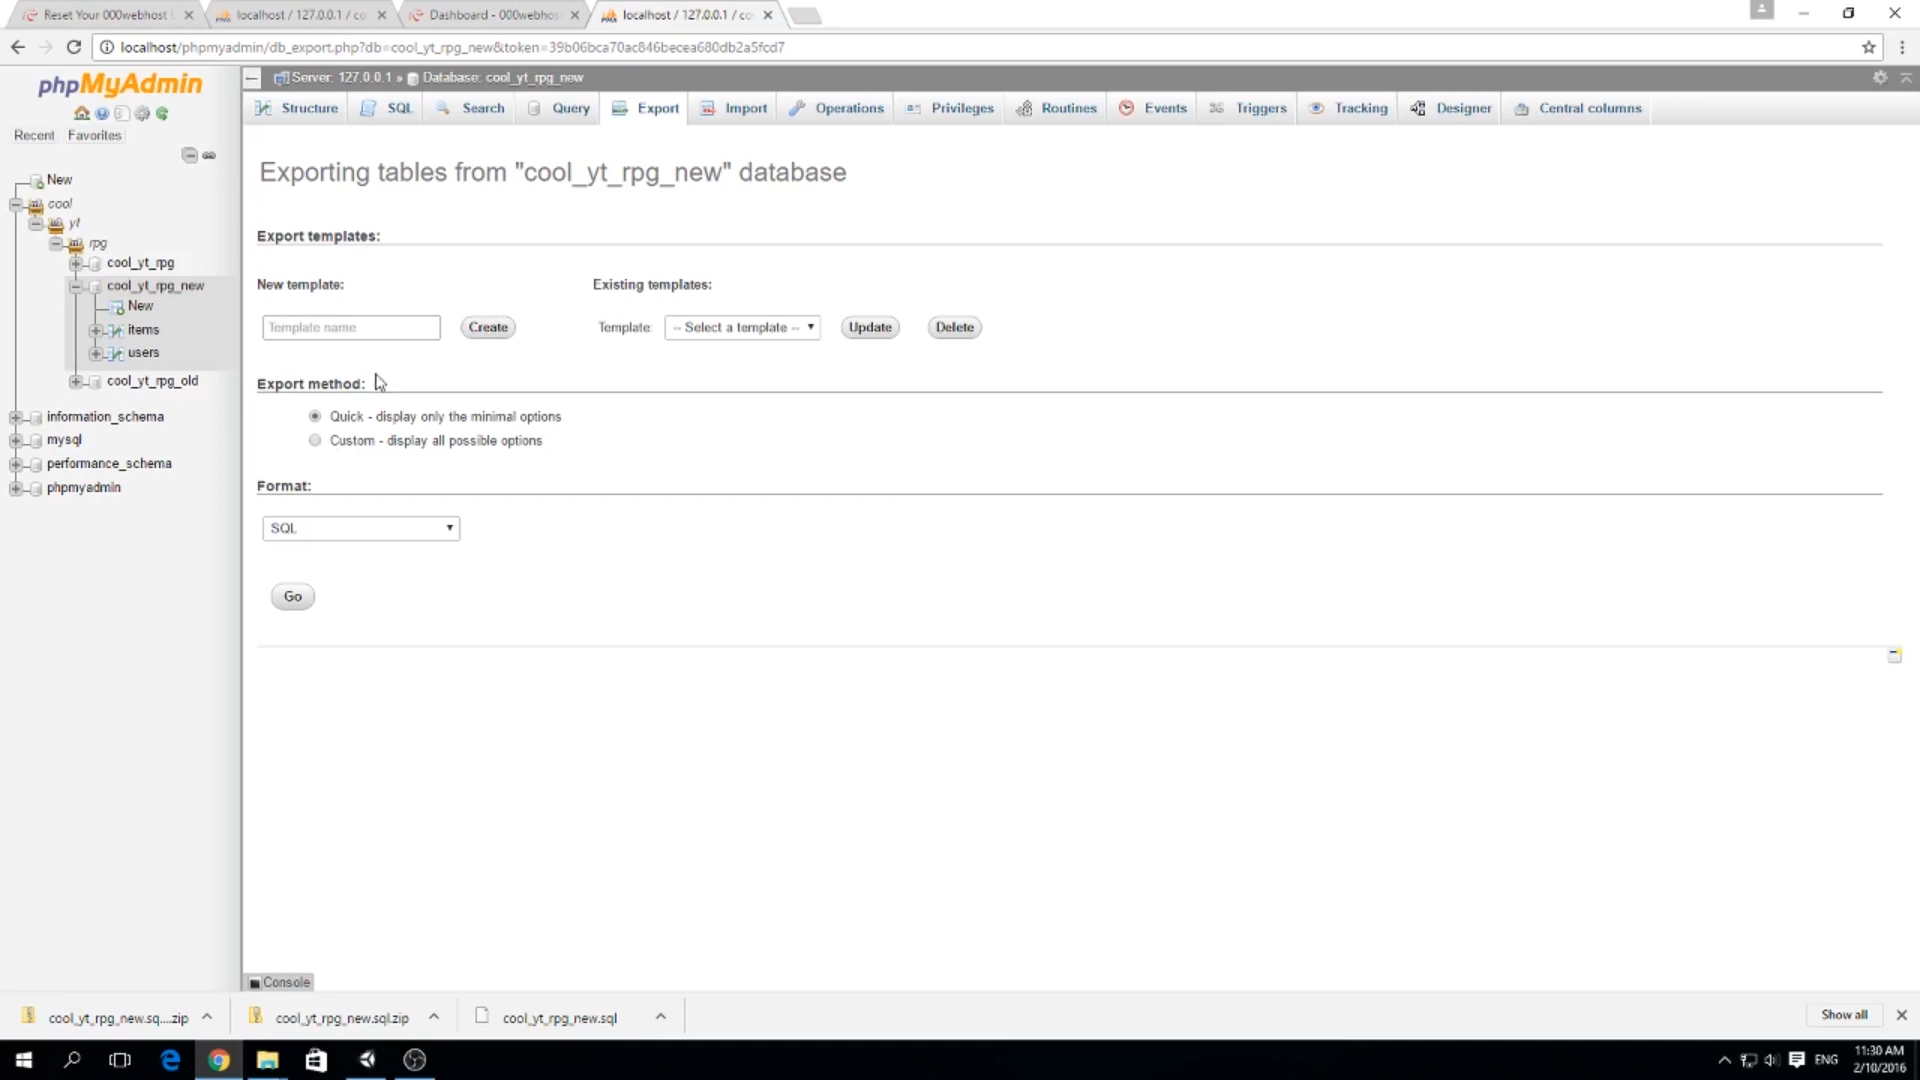 Reset Your 000webhost
localhost / 127.0.0.1 / co
Dashboard - 000webhos
localhost / 127.0.0.1 / co
localhost/phpmyadmin/db_export.php?db=cool_yt_rpg_new&token=39b06bca70ac846becea680db2a5fcd7
phpMyAdmin
Recent
Favorites
New
cool
yt
rpg
cool_yt_rpg
cool_yt_rpg_new
New
items
users
cool_yt_rpg_old
information_schema
mysql
performance_schema
phpmyadmin
Server: 127.0.0.1 » Database: cool_yt_rpg_new
Structure
SQL
Search
Query
Export
Import
Operations
Privileges
Routines
Events
Triggers
Tracking
Designer
Central columns
Exporting tables from "cool_yt_rpg_new" database
Export templates:
New template:
Existing templates:
Template name
Create
Template:
-- Select a template --
Update
Delete
Export method:
Quick - display only the minimal options
Custom - display all possible options
Format:
SQL
Go
Console
cool_yt_rpg_new.sq....zip
cool_yt_rpg_new.sql.zip
cool_yt_rpg_new.sql
Show all
ENG
11:30 AM
2/10/2016